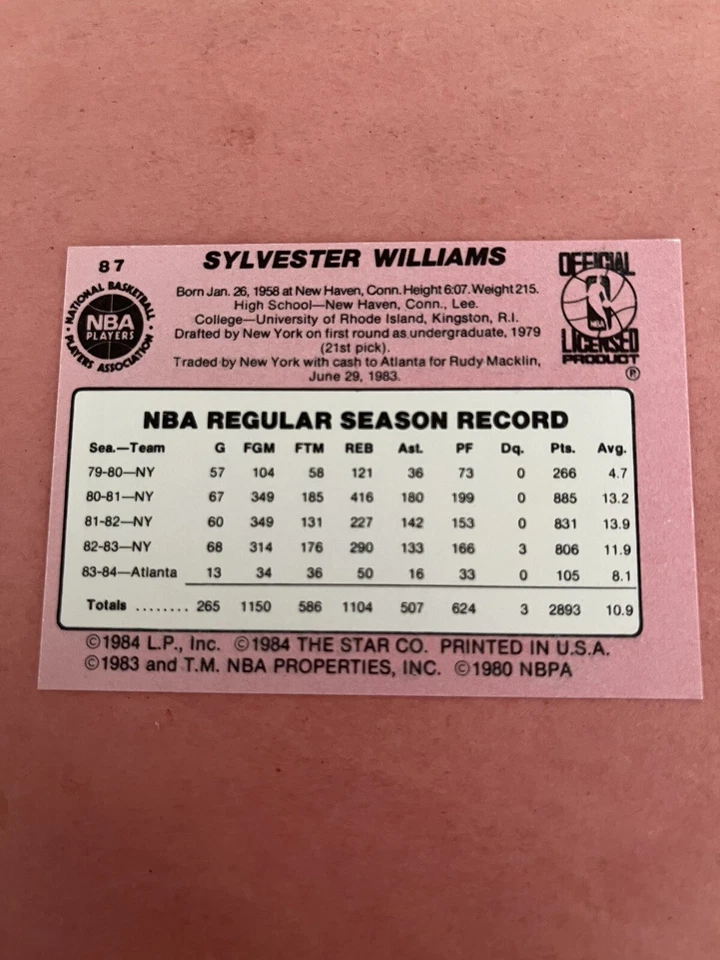 87
SYLVESTER WILLIAMS
Born Jan. 26, 1958 at New Haven, Conn. Height 6:07. Weight 215.
High School—New Haven, Conn., Lee.
College—University of Rhode Island, Kingston, R.I.
Drafted by New York on first round as undergraduate, 1979
(21st pick).
Traded by New York with cash to Atlanta for Rudy Macklin,
June 29, 1983.
• NATIONAL BASKETBALL •
NBA
PLAYERS
PLAYERS ASSOCIATION
OFFICIAL
NBA
LICENSED
PRODUCT
Ⓡ
NBA REGULAR SEASON RECORD
Sea.—Team G FGM FTM REB Ast. PF Dq. Pts. Avg.
79-80—NY 57 104 58 121 36 73 0 266 4.7
80-81—NY 67 349 185 416 180 199 0 885 13.2
81-82—NY 60 349 131 227 142 153 0 831 13.9
82-83—NY 68 314 176 290 133 166 3 806 11.9
83-84—Atlanta 13 34 36 50 16 33 0 105 8.1
Totals ........ 265 1150 586 1104 507 624 3 2893 10.9
©1984 L.P., Inc. ©1984 THE STAR CO. PRINTED IN U.S.A.
©1983 and T.M. NBA PROPERTIES, INC. ©1980 NBPA